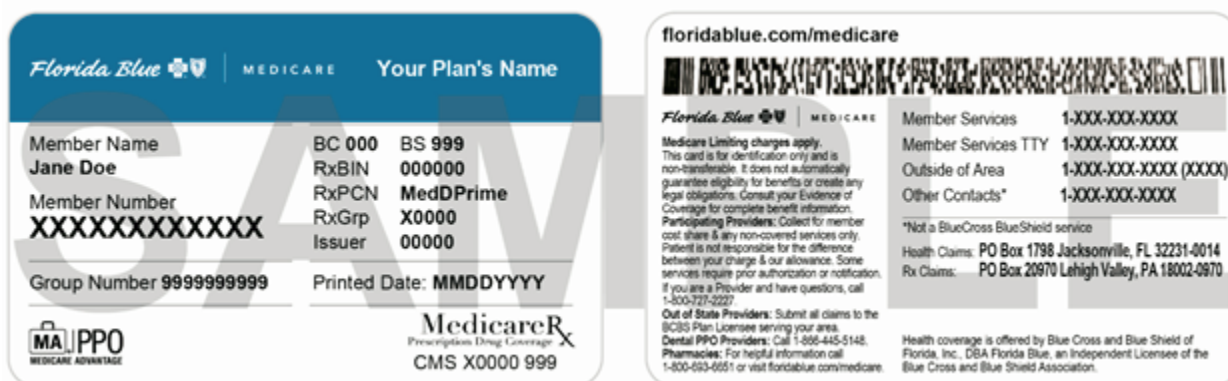 Florida Blue | MEDICARE Your Plan's Name
Member Name
Jane Doe
Member Number
XXXXXXXXXXXX
BC 000 BS 999
RxBIN 000000
RxPCN MedDPrime
RxGrp X0000
Issuer 00000
Group Number 9999999999 Printed Date: MMDDYYYY
MA PPO
MEDICARE ADVANTAGE
MedicareRx
Prescription Drug Coverage
CMS X0000 999
floridablue.com/medicare
Florida Blue | MEDICARE
Medicare Limiting charges apply.
This card is for identification only and is
non-transferable. It does not automatically
guarantee eligibility for benefits or create any
legal obligations. Consult your Evidence of
Coverage for complete benefit information.
Participating Providers: Collect for member
cost share & any non-covered services only.
Patient is not responsible for the difference
between your charge & our allowance. Some
services require prior authorization or notification.
If you are a Provider and have questions, call
1-800-727-2227.
Out of State Providers: Submit all claims to the
BCBS Plan Licensee serving your area.
Dental PPO Providers: Call 1-866-445-5148.
Pharmacies: For helpful information call
1-800-693-6651 or visit floridablue.com/medicare.
Member Services 1-XXX-XXX-XXXX
Member Services TTY 1-XXX-XXX-XXXX
Outside of Area 1-XXX-XXX-XXXX (XXXX)
Other Contacts* 1-XXX-XXX-XXXX
*Not a BlueCross BlueShield service
Health Claims: PO Box 1798 Jacksonville, FL 32231-0014
Rx Claims: PO Box 20970 Lehigh Valley, PA 18002-0970
Health coverage is offered by Blue Cross and Blue Shield of
Florida, Inc., DBA Florida Blue, an Independent Licensee of the
Blue Cross and Blue Shield Association.
SAMPLE